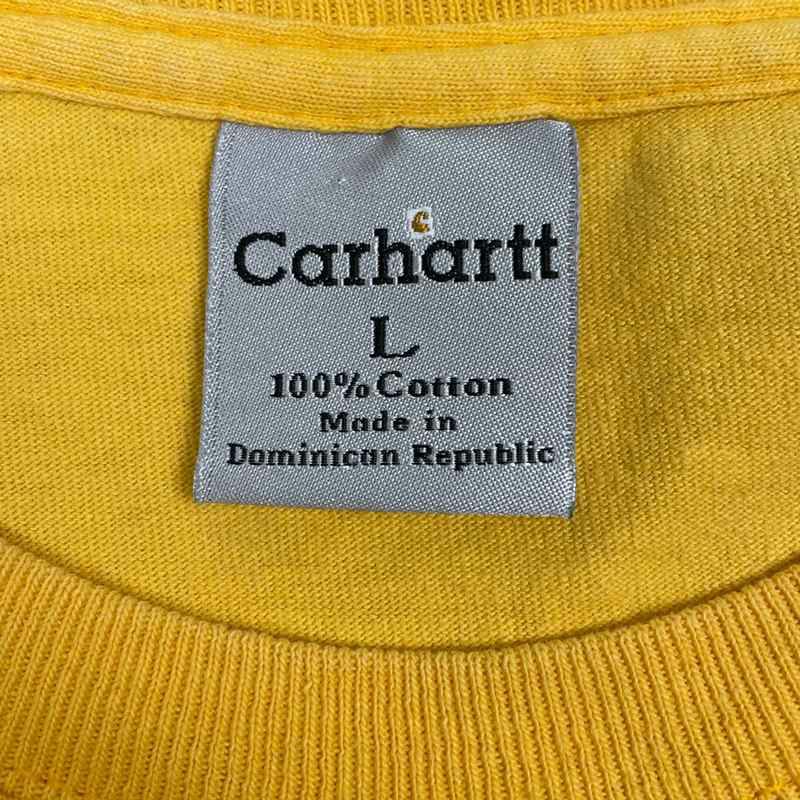 Carhartt
L
100% Cotton
Made in
Dominican Republic